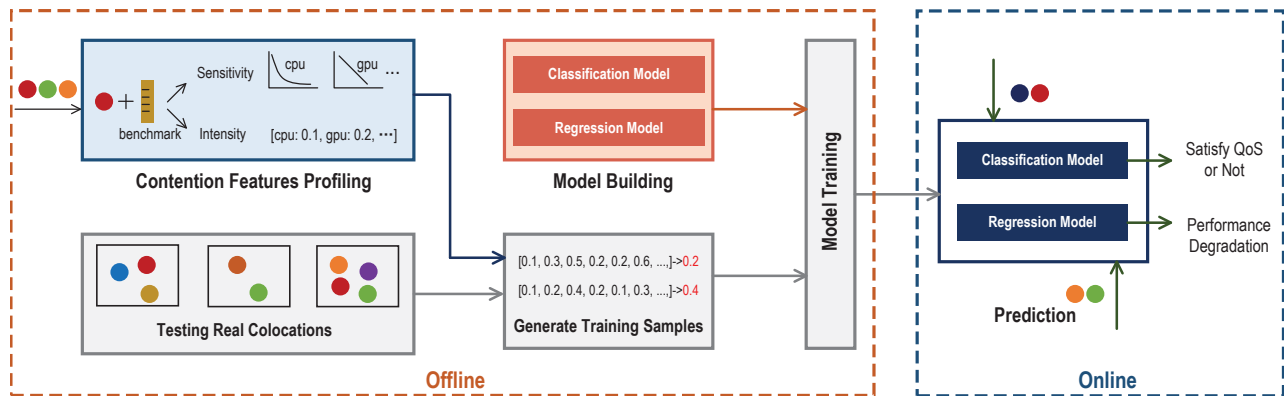 Sensitivity
cpu
gpu
...
benchmark
Intensity
[cpu: 0.1, gpu: 0.2, ...]
Contention Features Profiling
Classification Model
Regression Model
Model Building
Testing Real Colocations
[0.1, 0.3, 0.5, 0.2, 0.2, 0.6, ...,]->0.2
[0.1, 0.2, 0.4, 0.2, 0.1, 0.3, ...,]->0.4
Generate Training Samples
Model Training
Offline
Classification Model
Regression Model
Satisfy QoS
or Not
Performance
Degradation
Prediction
Online